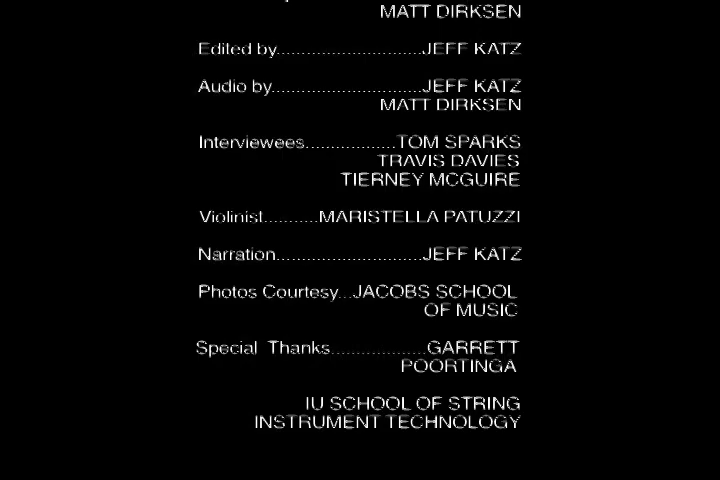 MATT DIRKSEN
Edited by...........................JEFF KATZ
Audio by............................JEFF KATZ
MATT DIRKSEN
Interviewees.................TOM SPARKS
TRAVIS DAVIES
TIERNEY MCGUIRE
Violinist..........MARISTELLA PATUZZI
Narration...........................JEFF KATZ
Photos Courtesy...JACOBS SCHOOL
OF MUSIC
Special Thanks..................GARRETT
POORTINGA
IU SCHOOL OF STRING
INSTRUMENT TECHNOLOGY